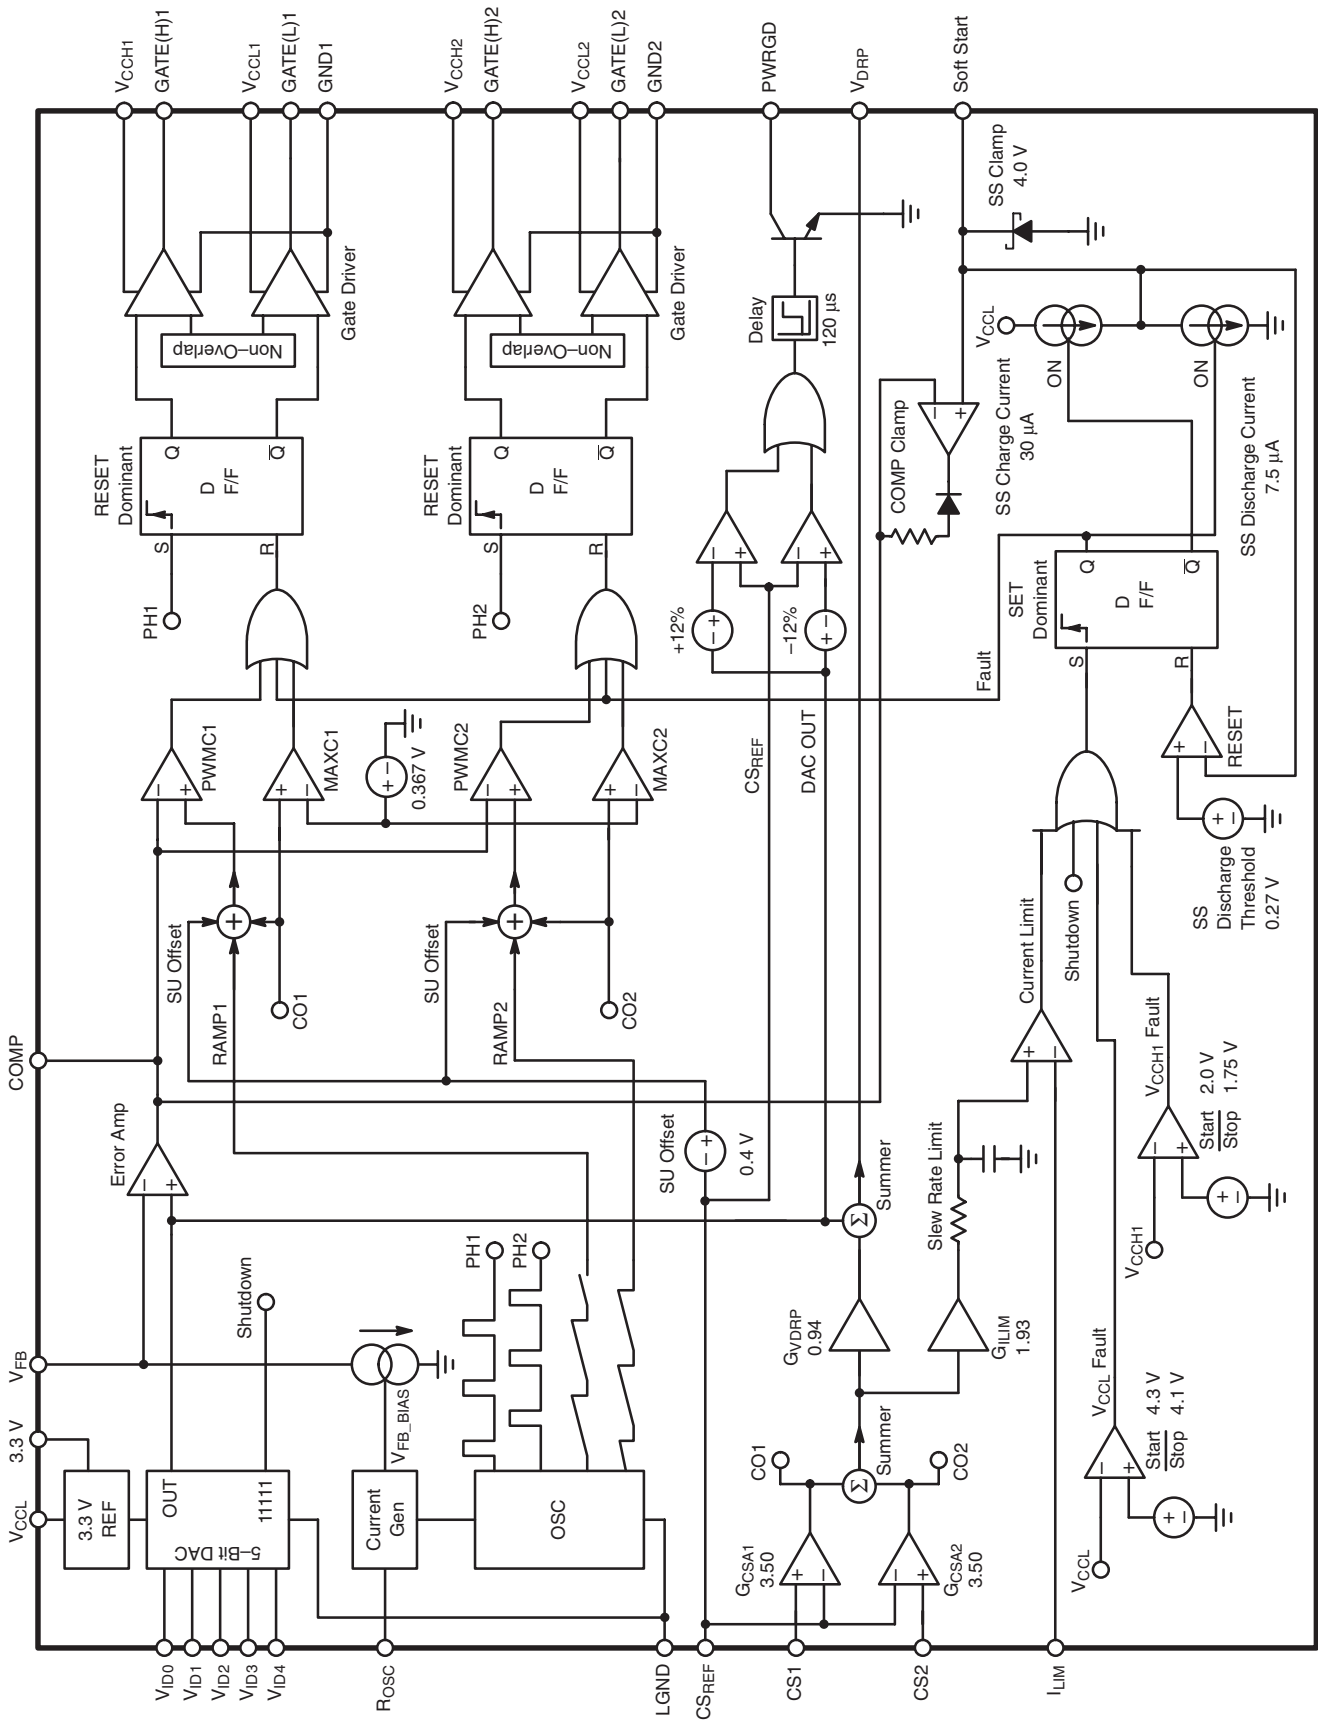 VCCH1
GATE(H)1
VCCL1
GATE(L)1
GND1
VCCH2
GATE(H)2
VCCL2
GATE(L)2
GND2
PWRGD
VDRP
Soft Start
Non–Overlap
Gate Driver
Non–Overlap
Gate Driver
Delay
120 µs
SS Clamp
4.0 V
RESET
Dominant
S
R
D
F/F
Q
Q
PH1
RESET
Dominant
S
R
D
F/F
Q
Q
PH2
+12%
–12%
– +
+ –
–
+
–
+
COMP Clamp
–
+
SS Charge Current
30 µA
VCCL
ON
ON
SS Discharge Current
7.5 µA
SET
Dominant
S
R
D
F/F
Q
Q
Fault
PWMC1
–
+
MAXC1
+
–
+ –
0.367 V
PWMC2
–
+
MAXC2
+
–
CSREF
DAC OUT
RESET
+
–
+ –
SS
Discharge
Threshold
0.27 V
Shutdown
Current Limit
+
–
COMP
SU Offset
+
RAMP1
CO1
SU Offset
+
RAMP2
CO2
Error Amp
–
+
SU Offset
– +
0.4 V
Σ
Summer
Slew Rate Limit
VCCH1 Fault
–
+
Start 2.0 V
Stop 1.75 V
+ –
VCCH1
VFB
3.3 V
VCCL
Shutdown
PH1
PH2
GVDRP
0.94
GILIM
1.93
VCCL Fault
–
+
Start 4.3 V
Stop 4.1 V
+ –
VCCL
3.3 V
REF
OUT
11111
5–Bit DAC
Current
Gen
VFB_BIAS
OSC
CO1
Σ
Summer
CO2
GCSA1
3.50
+
–
GCSA2
3.50
–
+
VID0
VID1
VID2
VID3
VID4
ROSC
LGND
CSREF
CS1
CS2
ILIM